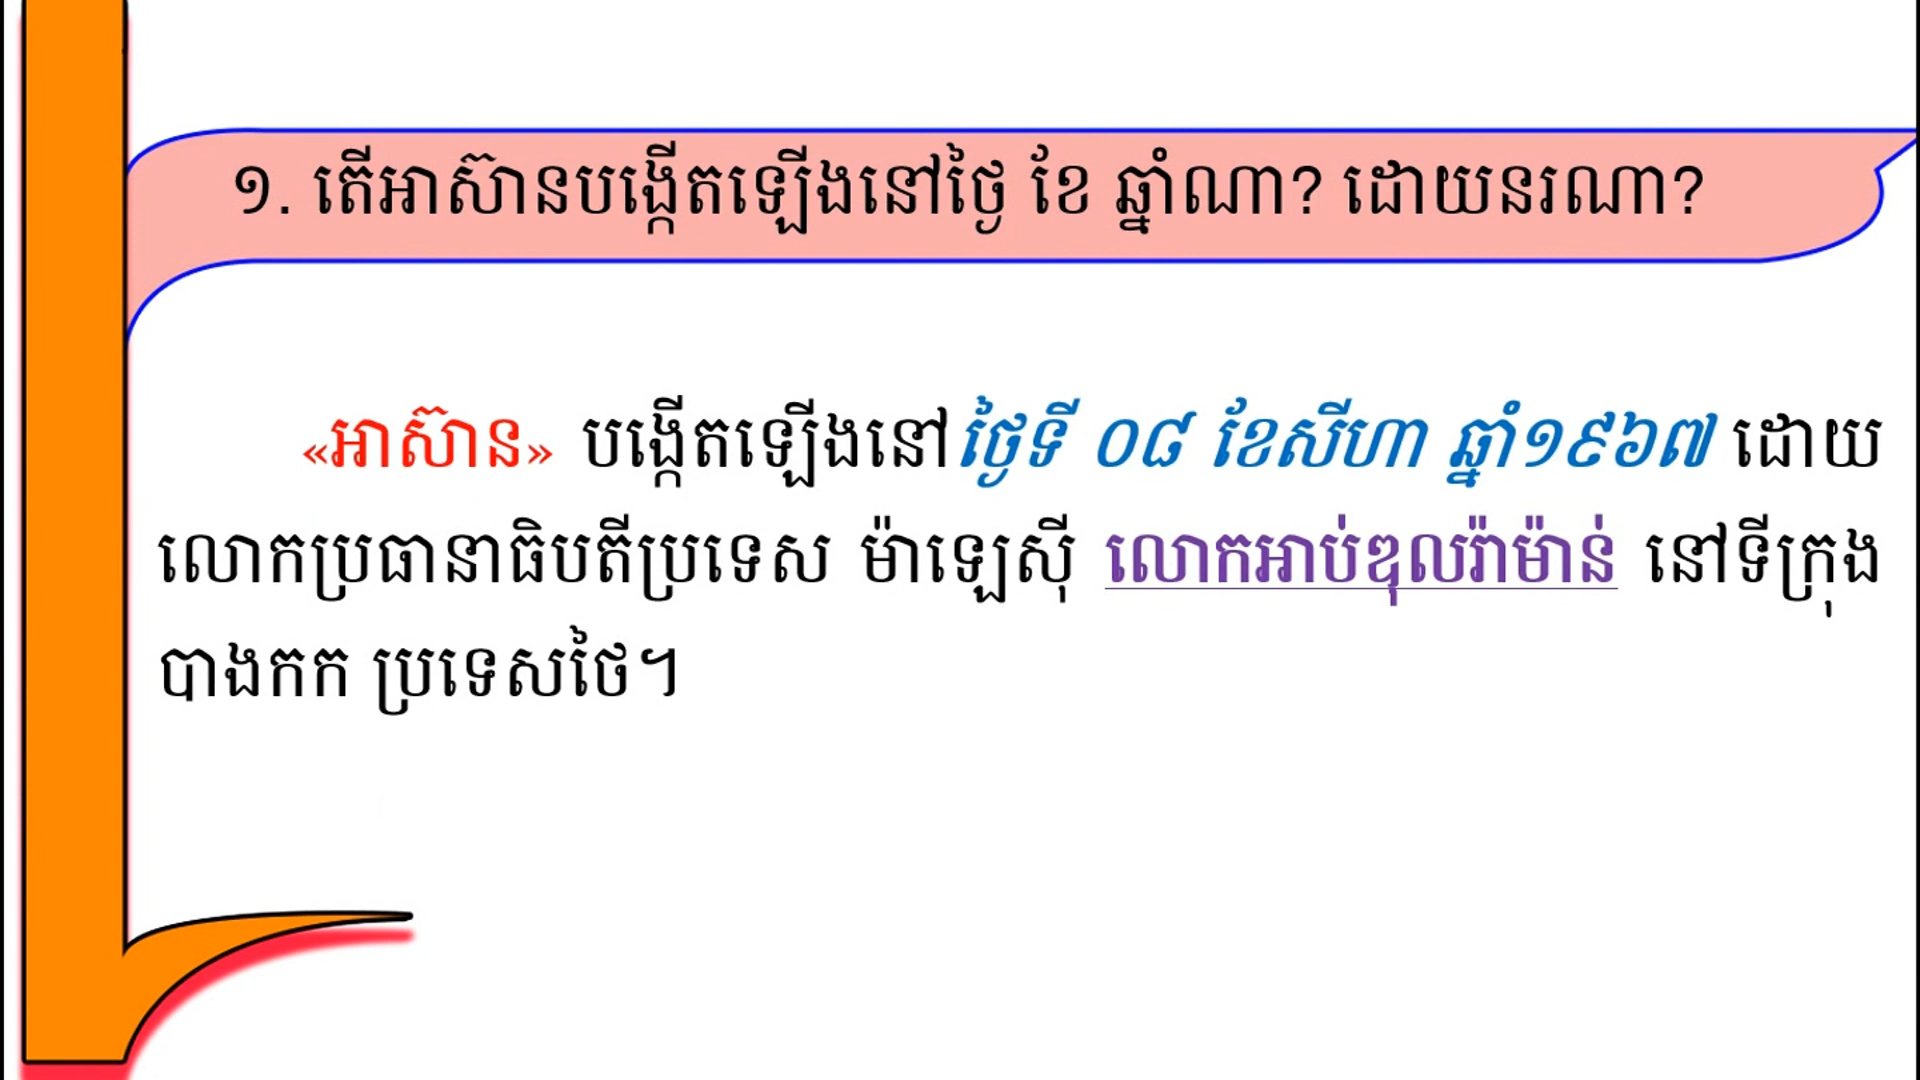 ១. តើអាស៊ានបង្កើតឡើងនៅថ្ងៃ ខែ ឆ្នាំណា? ដោយនរណា?
«អាស៊ាន» បង្កើតឡើងនៅថ្ងៃទី ០៨ ខែសីហា ឆ្នាំ១៩៦៧ ដោយ
លោកប្រធានាធិបតីប្រទេស ម៉ាឡេស៊ី លោកអាប់ឌុលរ៉ាម៉ាន់ នៅទីក្រុង
បាងកក ប្រទេសថៃ។